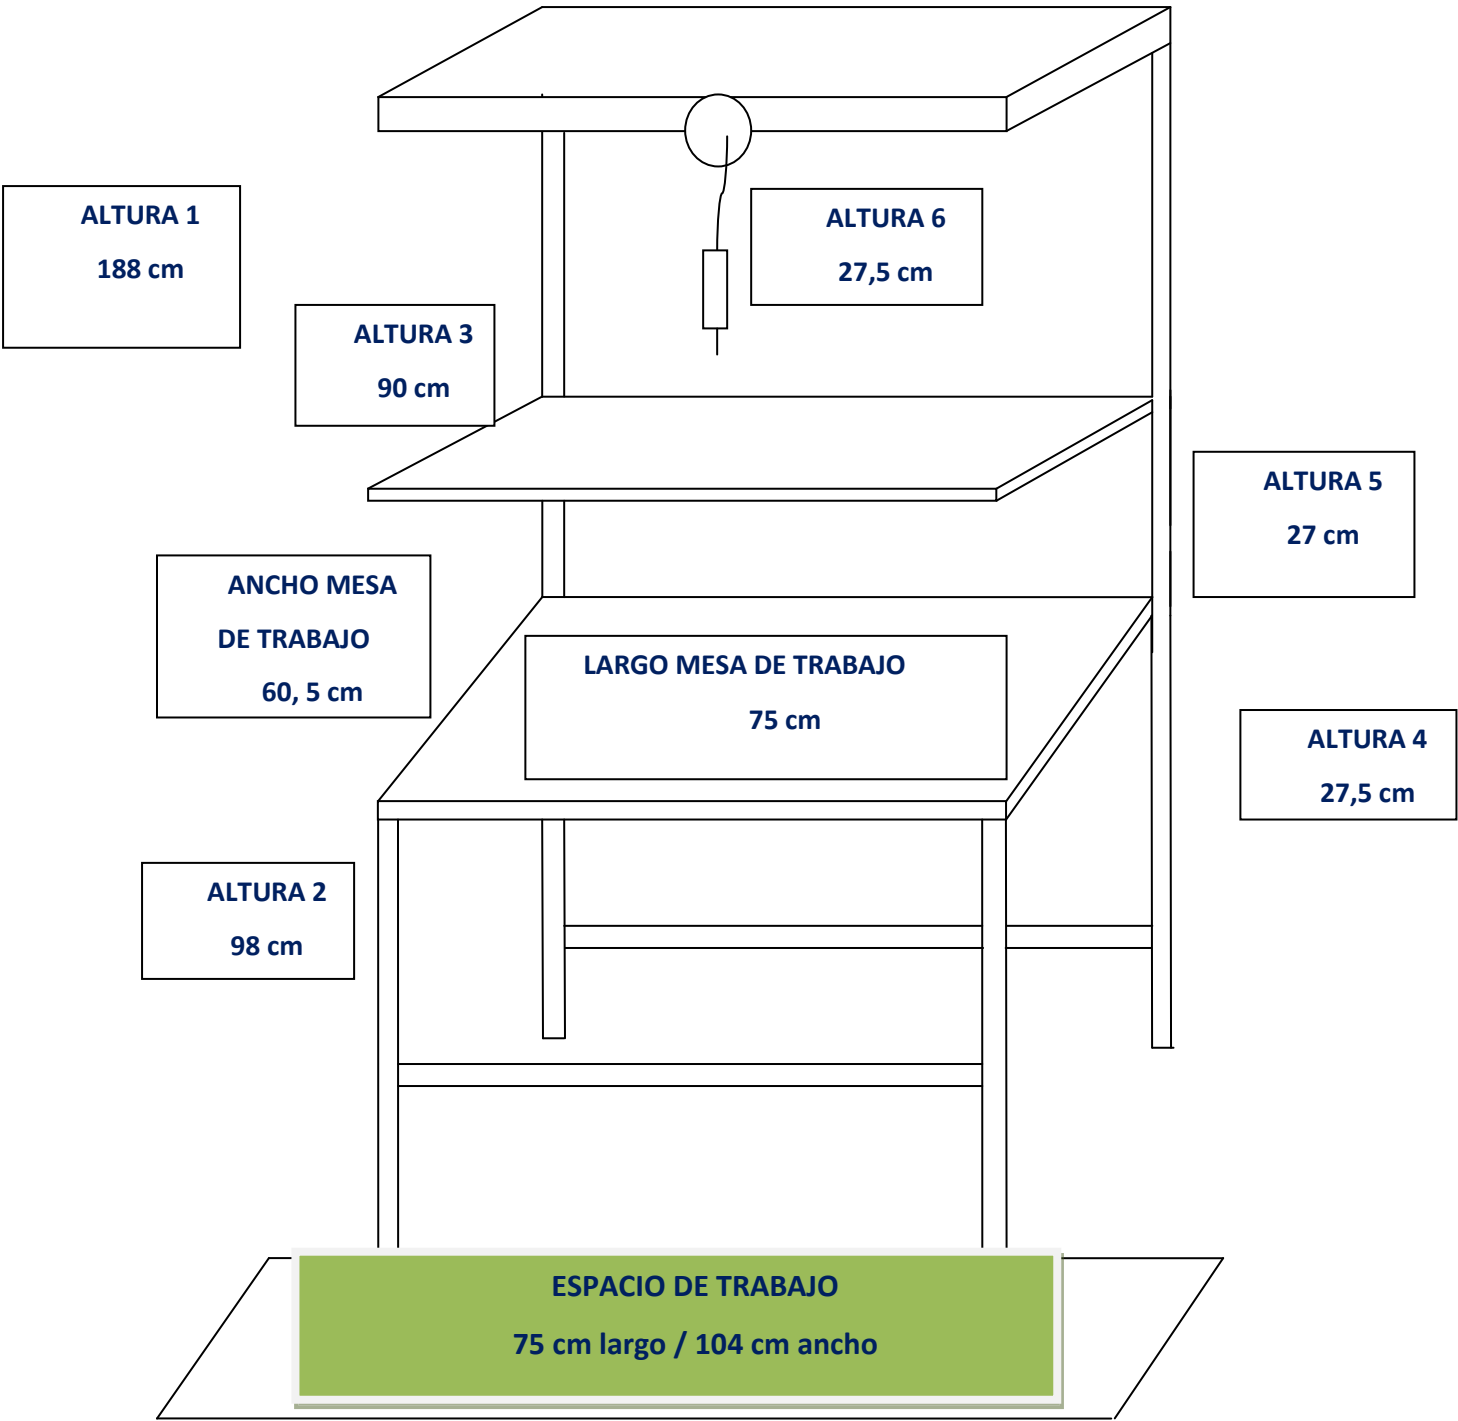 ALTURA 1
188 cm
ALTURA 6
27,5 cm
ALTURA 3
90 cm
ALTURA 5
27 cm
ANCHO MESA
DE TRABAJO
60, 5 cm
LARGO MESA DE TRABAJO
75 cm
ALTURA 4
27,5 cm
ALTURA 2
98 cm
ESPACIO DE TRABAJO
75 cm largo / 104 cm ancho